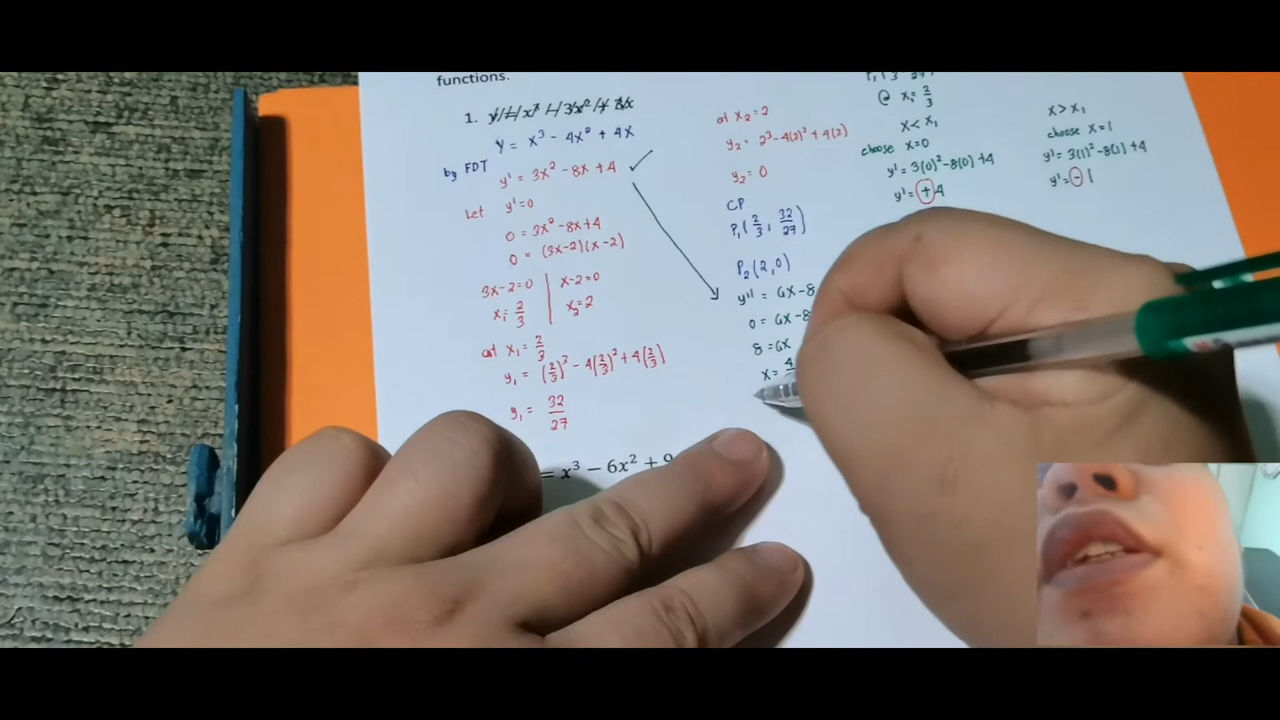 functions.
1.
y = x³ - 4x² + 4x
by FDT
y' = 3x² - 8x + 4
Let y' = 0
0 = 3x² - 8x + 4
0 = (3x-2)(x-2)
3x-2=0
x₁ = 2/3
x-2=0
x₂=2
at x₁ = 2/3
y₁ = (2/3)³ - 4(2/3)² + 4(2/3)
y₁ = 32/27
= x³ − 6x² + 9
at x₂=2
y₂ = 2³-4(2)²+4(2)
y₂ = 0
CP
P₁(2/3, 32/27)
P₂(2,0)
y'' = 6x-8
0 = 6x-8
8 = 6x
x = 4
@ x₁ = 2/3
x < x₁
choose x=0
y' = 3(0)²-8(0)+4
y' = + 4
x > x₁
choose x=1
y' = 3(1)²-8(1)+4
y' = - 1